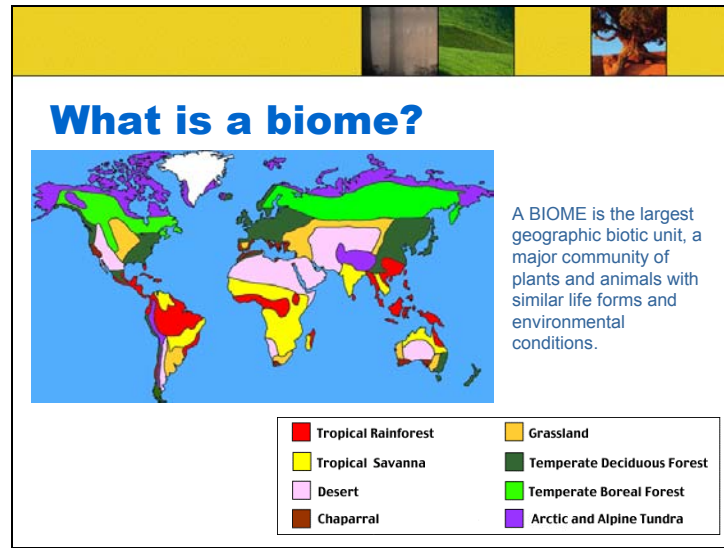 What is a biome?
A BIOME is the largest
geographic biotic unit, a
major community of
plants and animals with
similar life forms and
environmental
conditions.
Tropical Rainforest
Tropical Savanna
Desert
Chaparral
Grassland
Temperate Deciduous Forest
Temperate Boreal Forest
Arctic and Alpine Tundra